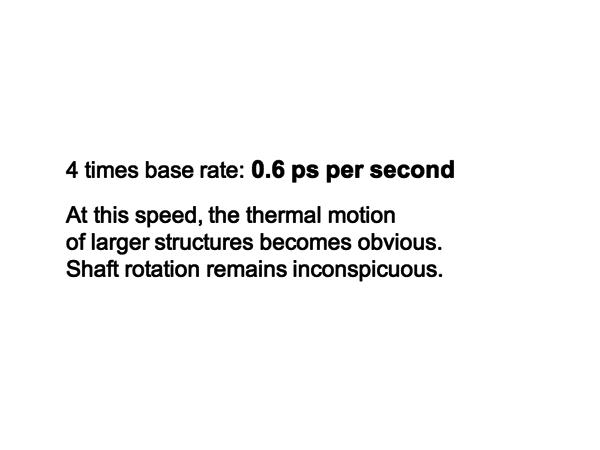 4 times base rate: 0.6 ps per second
At this speed, the thermal motion
of larger structures becomes obvious.
Shaft rotation remains inconspicuous.